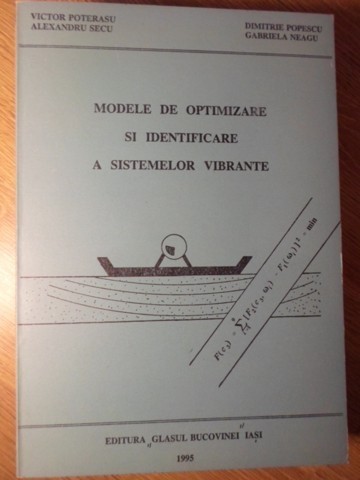 VICTOR POTERASU
ALEXANDRU SECU
DIMITRIE POPESCU
GABRIELA NEAGU
MODELE DE OPTIMIZARE
SI IDENTIFICARE
A SISTEMELOR VIBRANTE
EDITURA „GLASUL BUCOVINEI” IAȘI
1995